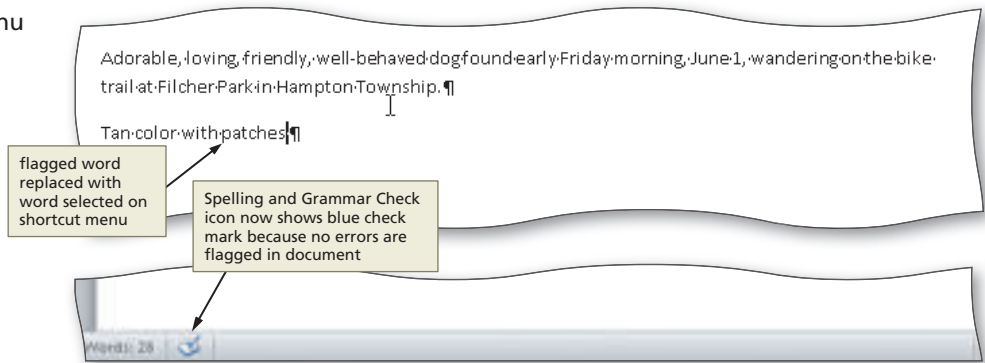 nu
Adorable,·loving,·friendly,·well-behaved·dog·found·early·Friday·morning,·June·1,·wandering·on·the·bike·
trail·at·Filcher·Park·in·Hampton·Township.¶
Tan·color·with·patches¶
flagged word
replaced with
word selected on
shortcut menu
Spelling and Grammar Check
icon now shows blue check
mark because no errors are
flagged in document
Words: 28